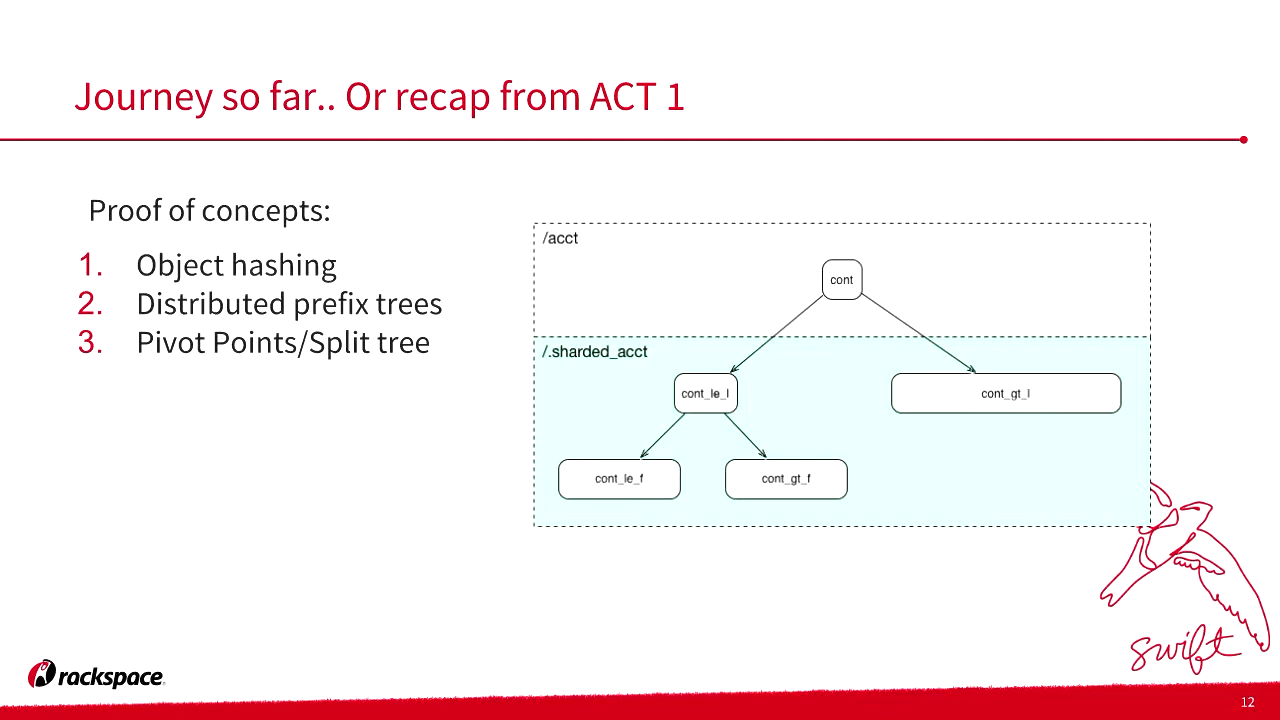 Journey so far.. Or recap from ACT 1
Proof of concepts:
1. Object hashing
2. Distributed prefix trees
3. Pivot Points/Split tree
/acct
cont
/.sharded_acct
cont_le_l
cont_gt_l
cont_le_f
cont_gt_f
swift
rackspace
12